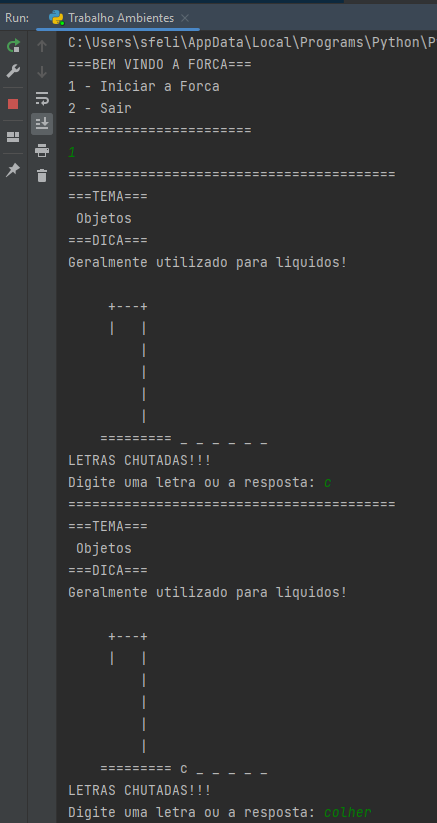 Run: Trabalho Ambientes ×
C:\Users\sfeli\AppData\Local\Programs\Python\P
===BEM VINDO A FORCA===
1 - Iniciar a Forca
2 - Sair
=======================
1
=========================================
===TEMA===
 Objetos
===DICA===
Geralmente utilizado para liquidos!

     +---+
     |   |
         |
         |
         |
         |
    ========= _ _ _ _ _ _
LETRAS CHUTADAS!!!
Digite uma letra ou a resposta: c
=========================================
===TEMA===
 Objetos
===DICA===
Geralmente utilizado para liquidos!

     +---+
     |   |
         |
         |
         |
         |
    ========= c _ _ _ _ _
LETRAS CHUTADAS!!!
Digite uma letra ou a resposta: colher